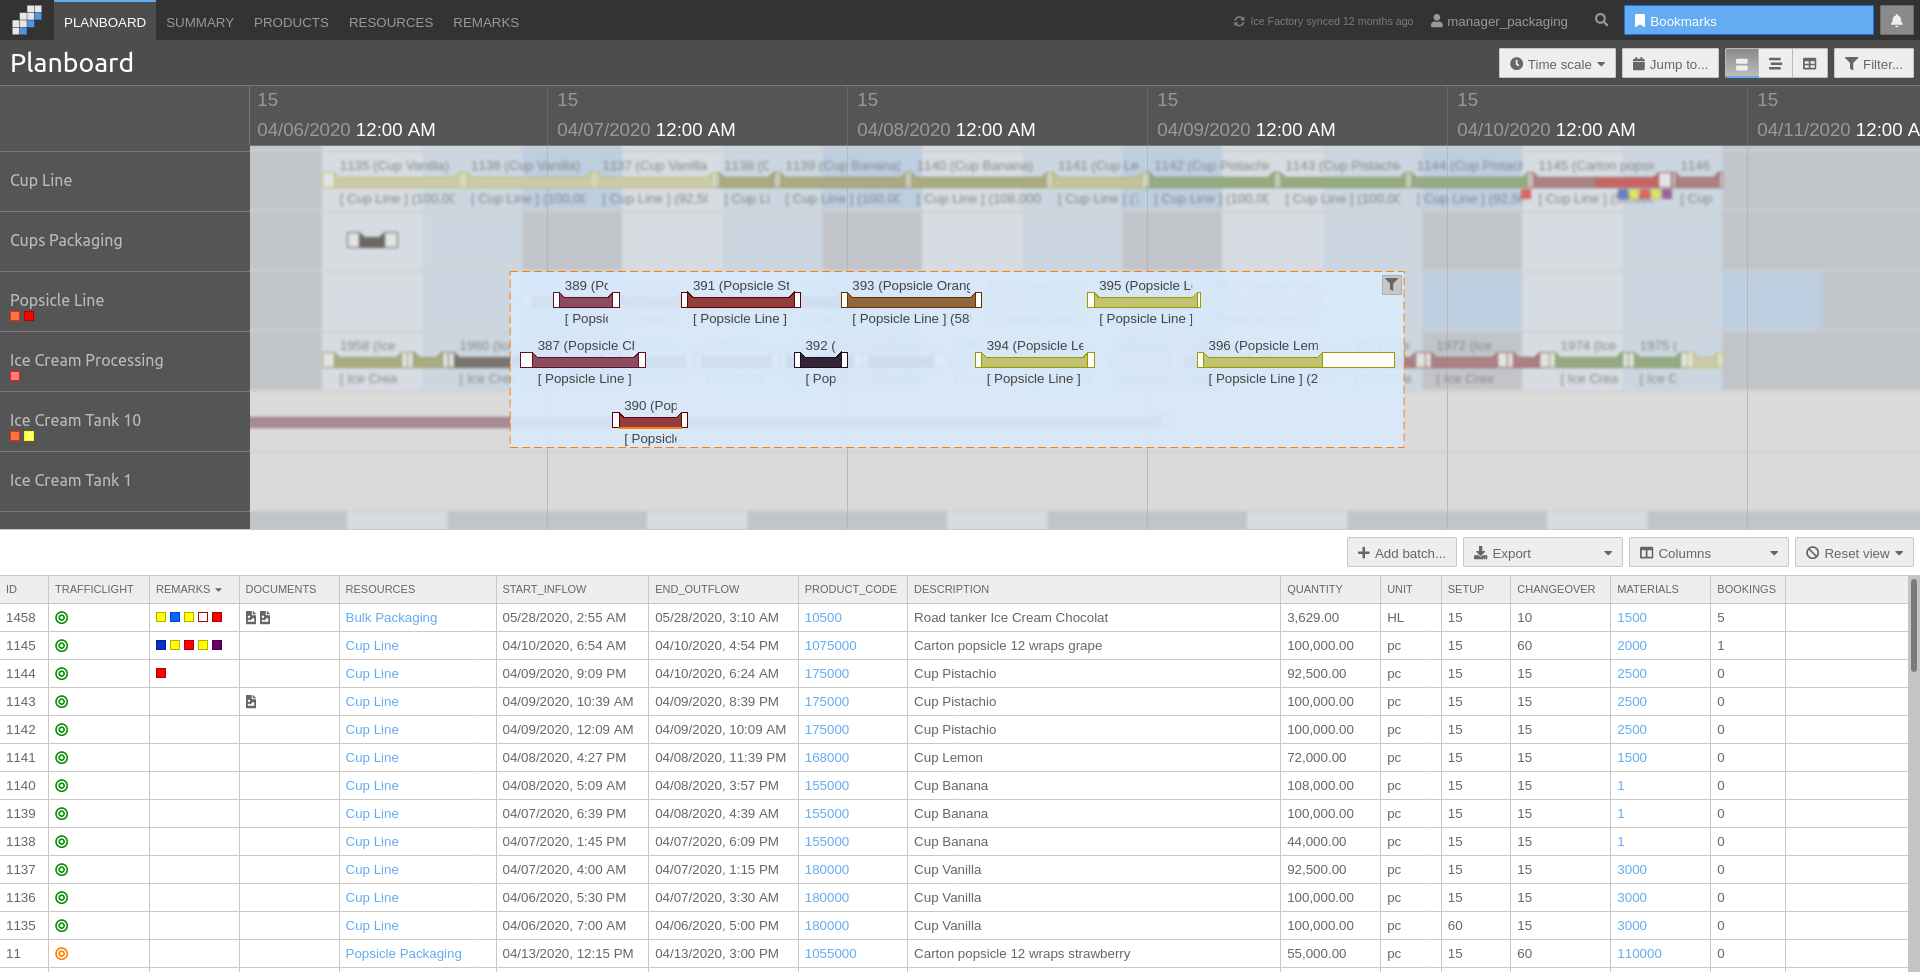 PLANBOARD SUMMARY PRODUCTS RESOURCES REMARKS Ice Factory synced 12 months ago manager_packaging Bookmarks
Planboard Time scale Jump to... Filter...
15 15 15 15 15 15
04/06/2020 12:00 AM 04/07/2020 12:00 AM 04/08/2020 12:00 AM 04/09/2020 12:00 AM 04/10/2020 12:00 AM 04/11/2020 12:00 A
1135 (Cup Vanilla) 1136 (Cup Vanilla) 1137 (Cup Vanilla 1138 (C 1139 (Cup Banana) 1140 (Cup Banana) 1141 (Cup Le 1142 (Cup Pistachio 1143 (Cup Pistachio 1144 (Cup Pistach 1145 (Carton popsi 1146
Cup Line
[ Cup Line ] (100,00 [ Cup Line ] (100,00 [ Cup Line ] (92,50 [ Cup Li [ Cup Line ] (100,00 [ Cup Line ] (108,000 [ Cup Line ] ( [ Cup Line ] (100,00 [ Cup Line ] (100,00 [ Cup Line ] (92,5 [ Cup Line ] [ Cup
Cups Packaging
389 (Po 391 (Popsicle St 393 (Popsicle Orang 395 (Popsicle L
Popsicle Line
[ Popsic [ Popsicle Line ] [ Popsicle Line ] (58 [ Popsicle Line ]
1958 (Ice 1960 (Ic 387 (Popsicle Cl 392 ( 394 (Popsicle Le 396 (Popsicle Lem 1972 (Ice 1974 (Ice 1975 (
Ice Cream Processing
[ Ice Crea [ Ice Cre [ Popsicle Line ] [ Pop [ Popsicle Line ] [ Popsicle Line ] (2 [ Ice Crea [ Ice Crea [ Ice C
390 (Pop
Ice Cream Tank 10
[ Popsicle
Ice Cream Tank 1
Add batch... Export Columns Reset view
ID TRAFFICLIGHT REMARKS DOCUMENTS RESOURCES START_INFLOW END_OUTFLOW PRODUCT_CODE DESCRIPTION QUANTITY UNIT SETUP CHANGEOVER MATERIALS BOOKINGS
1458 Bulk Packaging 05/28/2020, 2:55 AM 05/28/2020, 3:10 AM 10500 Road tanker Ice Cream Chocolat 3,629.00 HL 15 10 1500 5
1145 Cup Line 04/10/2020, 6:54 AM 04/10/2020, 4:54 PM 1075000 Carton popsicle 12 wraps grape 100,000.00 pc 15 60 2000 1
1144 Cup Line 04/09/2020, 9:09 PM 04/10/2020, 6:24 AM 175000 Cup Pistachio 92,500.00 pc 15 15 2500 0
1143 Cup Line 04/09/2020, 10:39 AM 04/09/2020, 8:39 PM 175000 Cup Pistachio 100,000.00 pc 15 15 2500 0
1142 Cup Line 04/09/2020, 12:09 AM 04/09/2020, 10:09 AM 175000 Cup Pistachio 100,000.00 pc 15 15 2500 0
1141 Cup Line 04/08/2020, 4:27 PM 04/08/2020, 11:39 PM 168000 Cup Lemon 72,000.00 pc 15 15 1500 0
1140 Cup Line 04/08/2020, 5:09 AM 04/08/2020, 3:57 PM 155000 Cup Banana 108,000.00 pc 15 15 1 0
1139 Cup Line 04/07/2020, 6:39 PM 04/08/2020, 4:39 AM 155000 Cup Banana 100,000.00 pc 15 15 1 0
1138 Cup Line 04/07/2020, 1:45 PM 04/07/2020, 6:09 PM 155000 Cup Banana 44,000.00 pc 15 15 1 0
1137 Cup Line 04/07/2020, 4:00 AM 04/07/2020, 1:15 PM 180000 Cup Vanilla 92,500.00 pc 15 15 3000 0
1136 Cup Line 04/06/2020, 5:30 PM 04/07/2020, 3:30 AM 180000 Cup Vanilla 100,000.00 pc 15 15 3000 0
1135 Cup Line 04/06/2020, 7:00 AM 04/06/2020, 5:00 PM 180000 Cup Vanilla 100,000.00 pc 60 15 3000 0
11 Popsicle Packaging 04/13/2020, 12:15 PM 04/13/2020, 3:00 PM 1055000 Carton popsicle 12 wraps strawberry 55,000.00 pc 15 60 110000 0